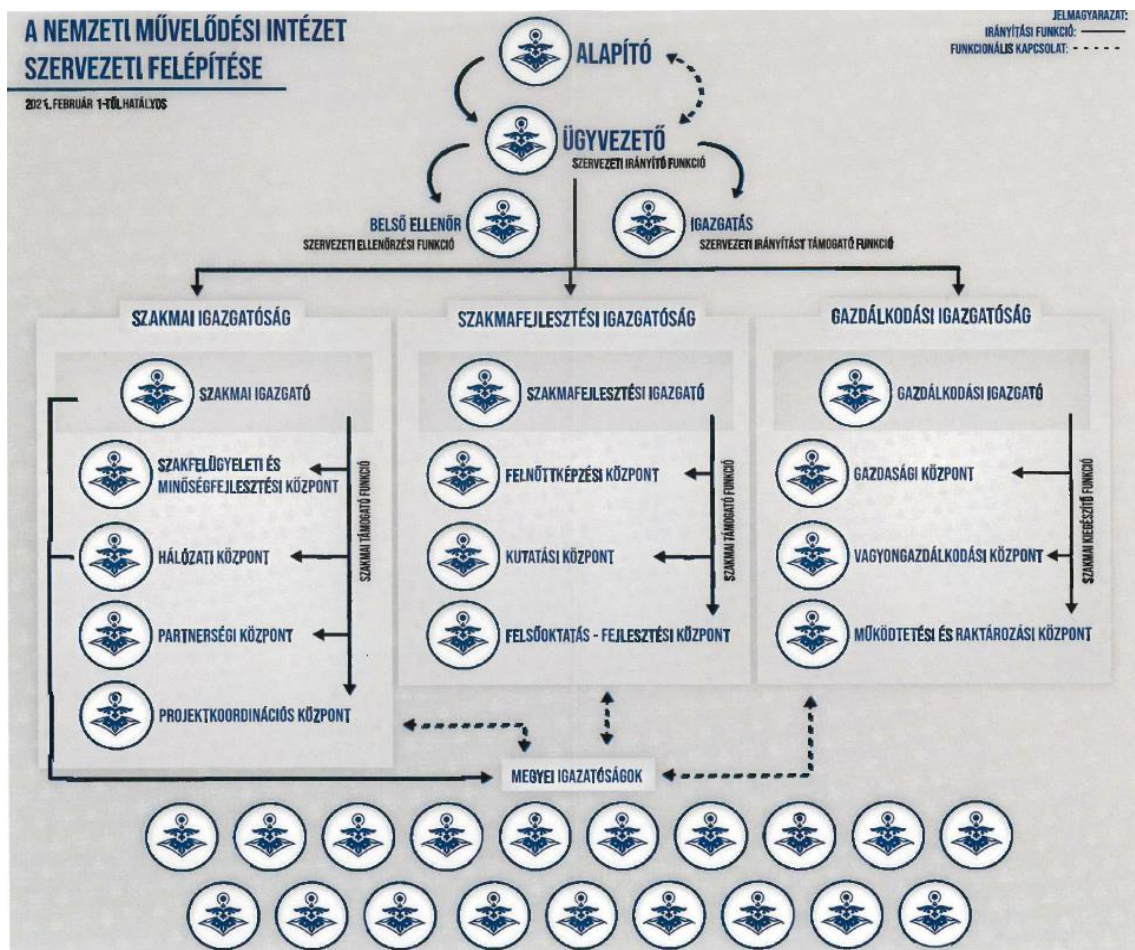 A NEMZETI MŰVELŐDÉSI INTÉZET
SZERVEZETI FELÉPÍTÉSE
FEBRUÁR 1-TŐL HATÁLYOS
JELMAGYARÁZAT:
IRÁNYÍTÁSI FUNKCIÓ:
FUNKCIONÁLIS KAPCSOLAT:
ALAPÍTÓ
ÜGYVEZETŐ
SZERVEZETI IRÁNYÍTÓ FUNKCIÓ
BELSŐ ELLENŐR
SZERVEZETI ELLENŐRZÉSI FUNKCIÓ
IGAZGATÁS
SZERVEZETI IRÁNYÍTÁST TÁMOGATÓ FUNKCIÓ
SZAKMAI IGAZGATÓSÁG
SZAKMAI IGAZGATÓ
SZAKFELÜGYELETI ÉS
MINŐSÉGFEJLESZTÉSI KÖZPONT
HÁLÓZATI KÖZPONT
PARTNERSÉGI KÖZPONT
PROJEKTKOORDINÁCIÓS KÖZPONT
SZAKMAI TÁMOGATÓ FUNKCIÓ
SZAKMAFEJLESZTÉSI IGAZGATÓSÁG
SZAKMAFEJLESZTÉSI IGAZGATÓ
FELNŐTTKÉPZÉSI KÖZPONT
KUTATÁSI KÖZPONT
FELSŐOKTATÁS - FEJLESZTÉSI KÖZPONT
SZAKMAI TÁMOGATÓ FUNKCIÓ
GAZDÁLKODÁSI IGAZGATÓSÁG
GAZDÁLKODÁSI IGAZGATÓ
GAZDASÁGI KÖZPONT
VAGYONGAZDÁLKODÁSI KÖZPONT
MŰKÖDTETÉSI ÉS RAKTÁROZÁSI KÖZPONT
SZAKMAI KIEGÉSZÍTŐ FUNKCIÓ
MEGYEI IGAZATÓSÁGOK